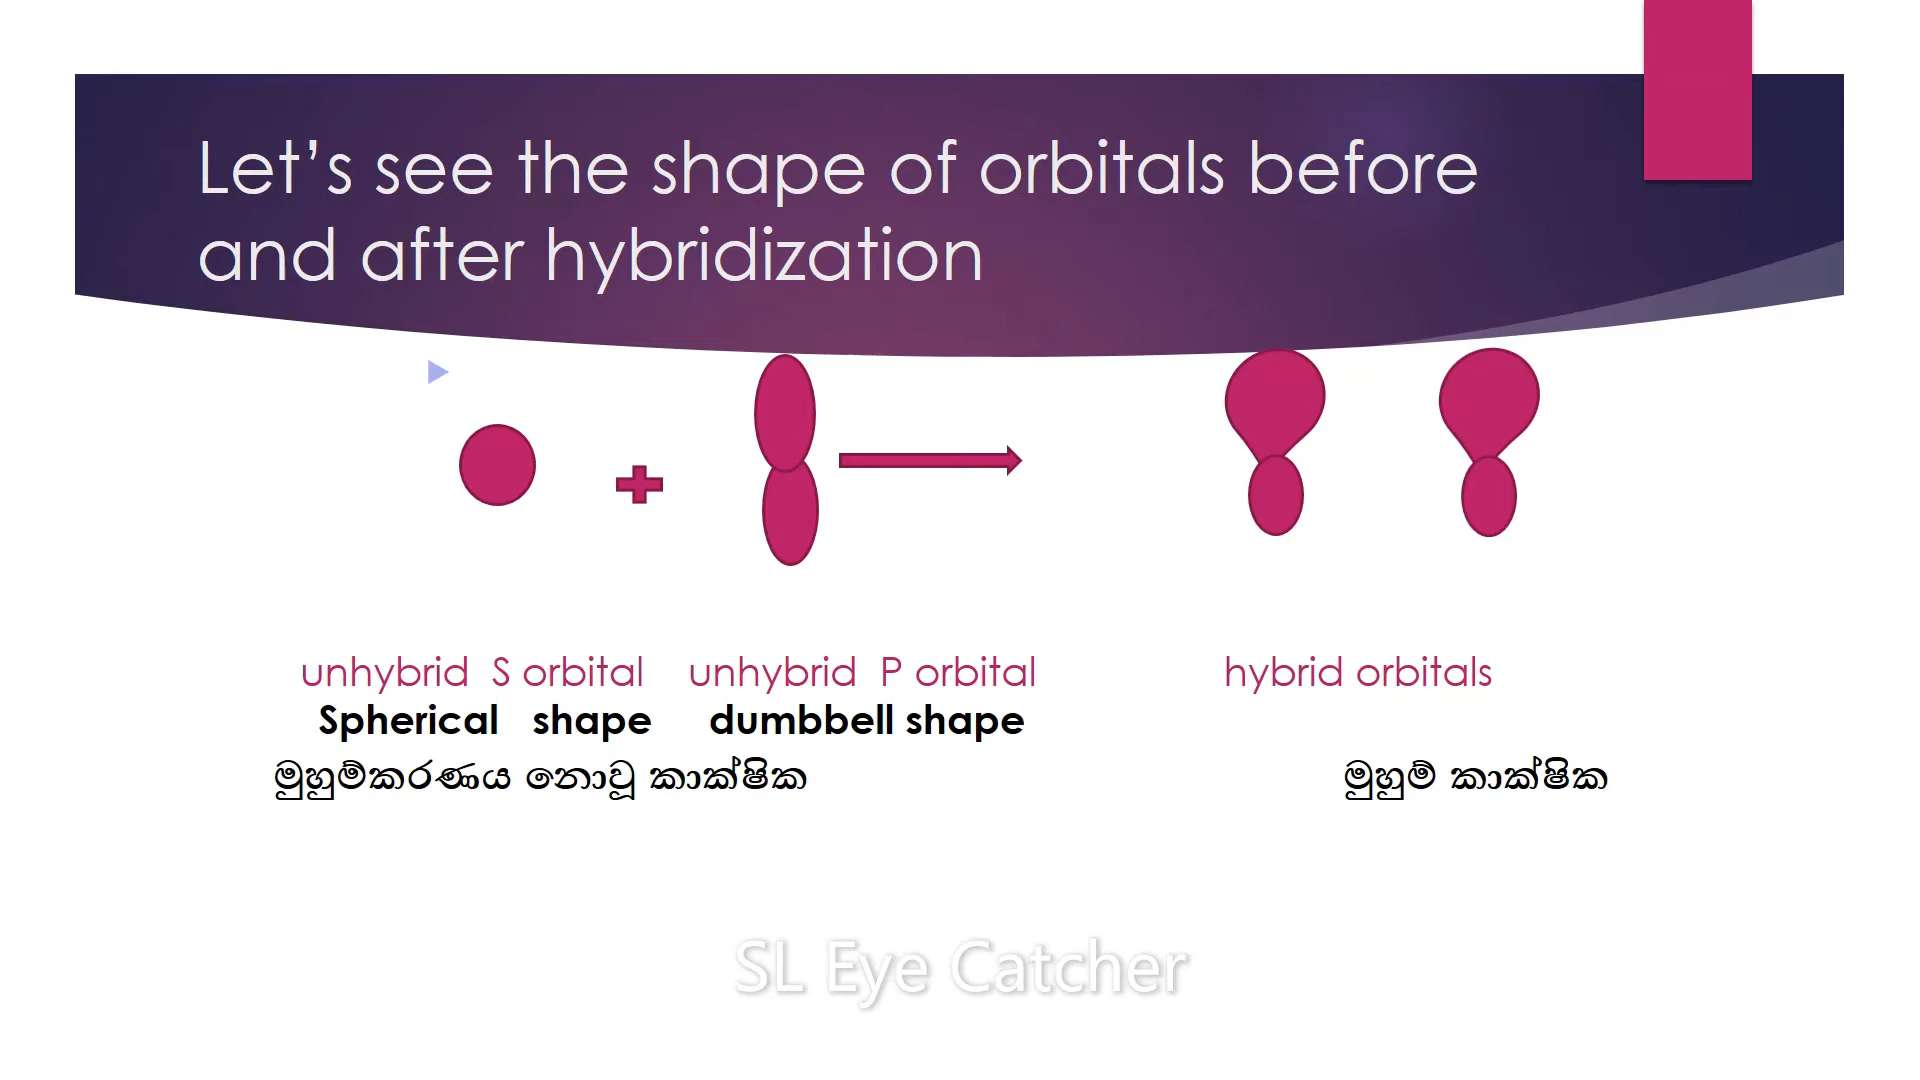 Let’s see the shape of orbitals before
and after hybridization
unhybrid S orbital unhybrid P orbital hybrid orbitals
Spherical shape dumbbell shape
මුහුම්කරණය නොවූ කාක්ෂික මුහුම් කාක්ෂික
SL Eye Catcher